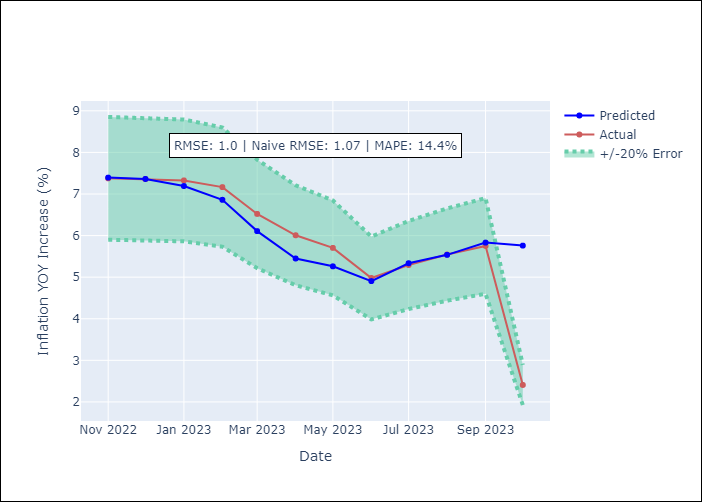 9
8
7
6
5
4
3
2
Inflation YOY Increase (%)
RMSE: 1.0 | Naive RMSE: 1.07 | MAPE: 14.4%
Predicted
Actual
+/-20% Error
Nov 2022
Jan 2023
Mar 2023
May 2023
Jul 2023
Sep 2023
Date